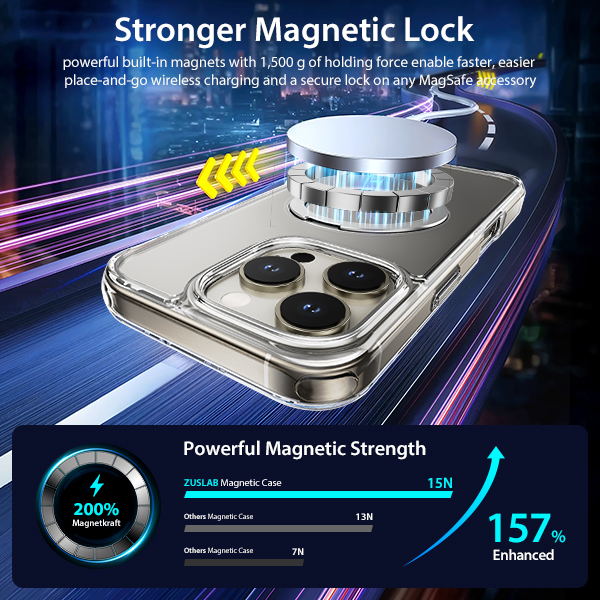 Stronger Magnetic Lock
powerful built-in magnets with 1,500 g of holding force enable faster, easier
place-and-go wireless charging and a secure lock on any MagSafe accessory
Powerful Magnetic Strength
200%
Magnetkraft
ZUSLAB Magnetic Case
15N
Others Magnetic Case
13N
Others Magnetic Case
7N
157%
Enhanced